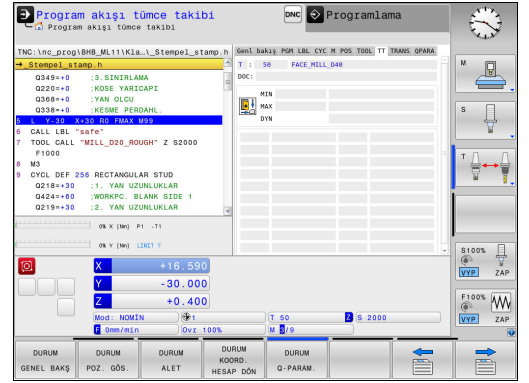 Program akışı tümce takibi
Program akışı tümce takibi
DNC
Programlama
TNC:\nc_prog\BHB_ML11\Kla…\_Stempel_stamp.h
→_Stempel_stamp.h
Q349=+0 ;3.SINIRLAMA
Q220=+0 ;KOSE YARICAPI
Q368=+0 ;YAN OLCU
Q338=+0 ;KESME PERDAHL.
5 L Y-30 X+30 R0 FMAX M99
6 CALL LBL "safe"
7 TOOL CALL "MILL_D20_ROUGH" Z S2000
F1000
8 M3
9 CYCL DEF 256 RECTANGULAR STUD
Q218=+30 ;1. YAN UZUNLUKLAR
Q424=+60 ;WORKPC. BLANK SIDE 1
Q219=+30 ;2. YAN UZUNLUKLAR
Genl bakış PGM LBL CYC M POS TOOL TT TRANS QPARA
T : 50 FACE_MILL_D40
DOC:
MIN
MAX
DYN
0% X [Nm] P1 -T1
0% Y [Nm] LIMIT ?
X +16.590
Y -30.000
Z +0.400
Mod: NOMİN 1 T 50 Z S 2000
F 0mm/min Ovr 100% M 5/9
M
S
T
S100%
VYP ZAP
F100%
VYP ZAP
DURUM
GENEL BAKŞ
DURUM
POZ. GÖS.
DURUM
ALET
DURUM
KOORD.
HESAP DÖN
DURUM
Q-PARAM.